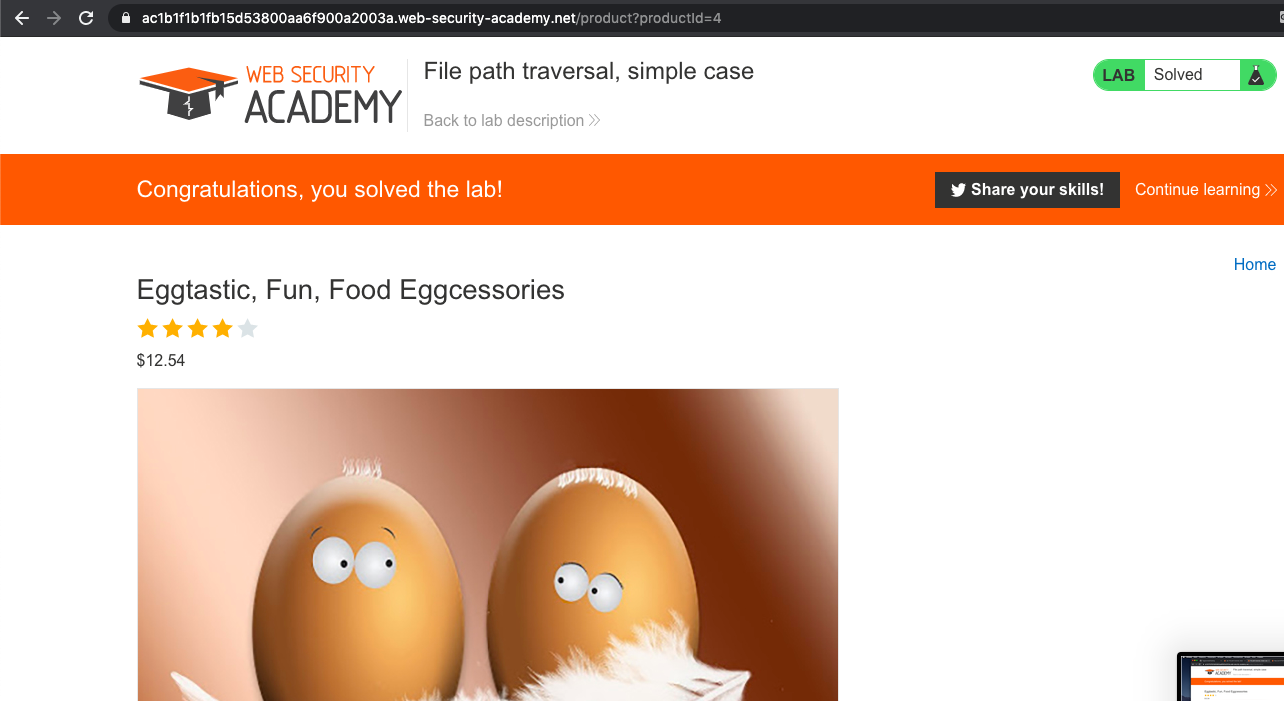 ac1b1f1b1fb15d53800aa6f900a2003a.web-security-academy.net/product?productId=4
WEB SECURITY
ACADEMY
File path traversal, simple case
Back to lab description
LAB Solved
Congratulations, you solved the lab!
Share your skills!
Continue learning
Home
Eggtastic, Fun, Food Eggcessories
$12.54